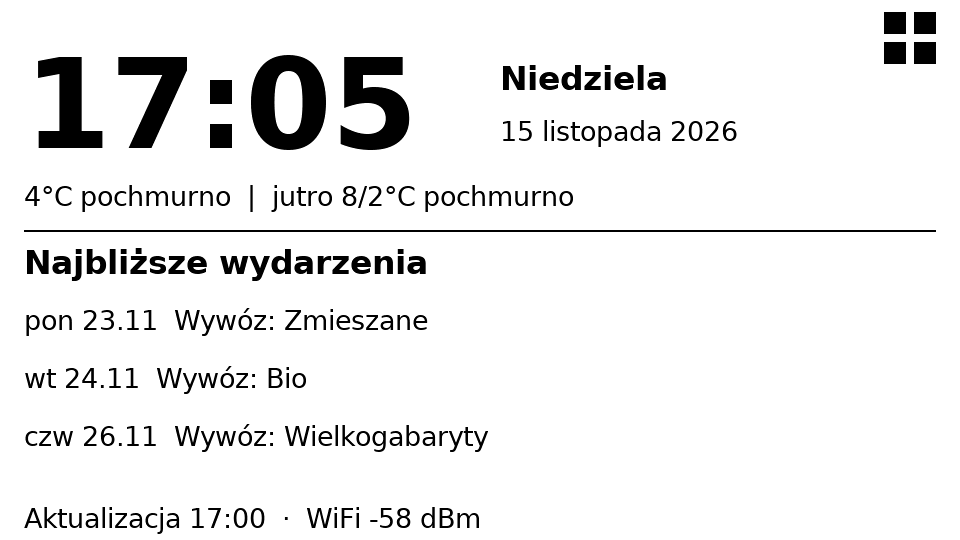 17:05
Niedziela
15 listopada 2026
4°C pochmurno | jutro 8/2°C pochmurno
Najbliższe wydarzenia
pon 23.11 Wywóz: Zmieszane
wt 24.11 Wywóz: Bio
czw 26.11 Wywóz: Wielkogabaryty
Aktualizacja 17:00 · WiFi -58 dBm